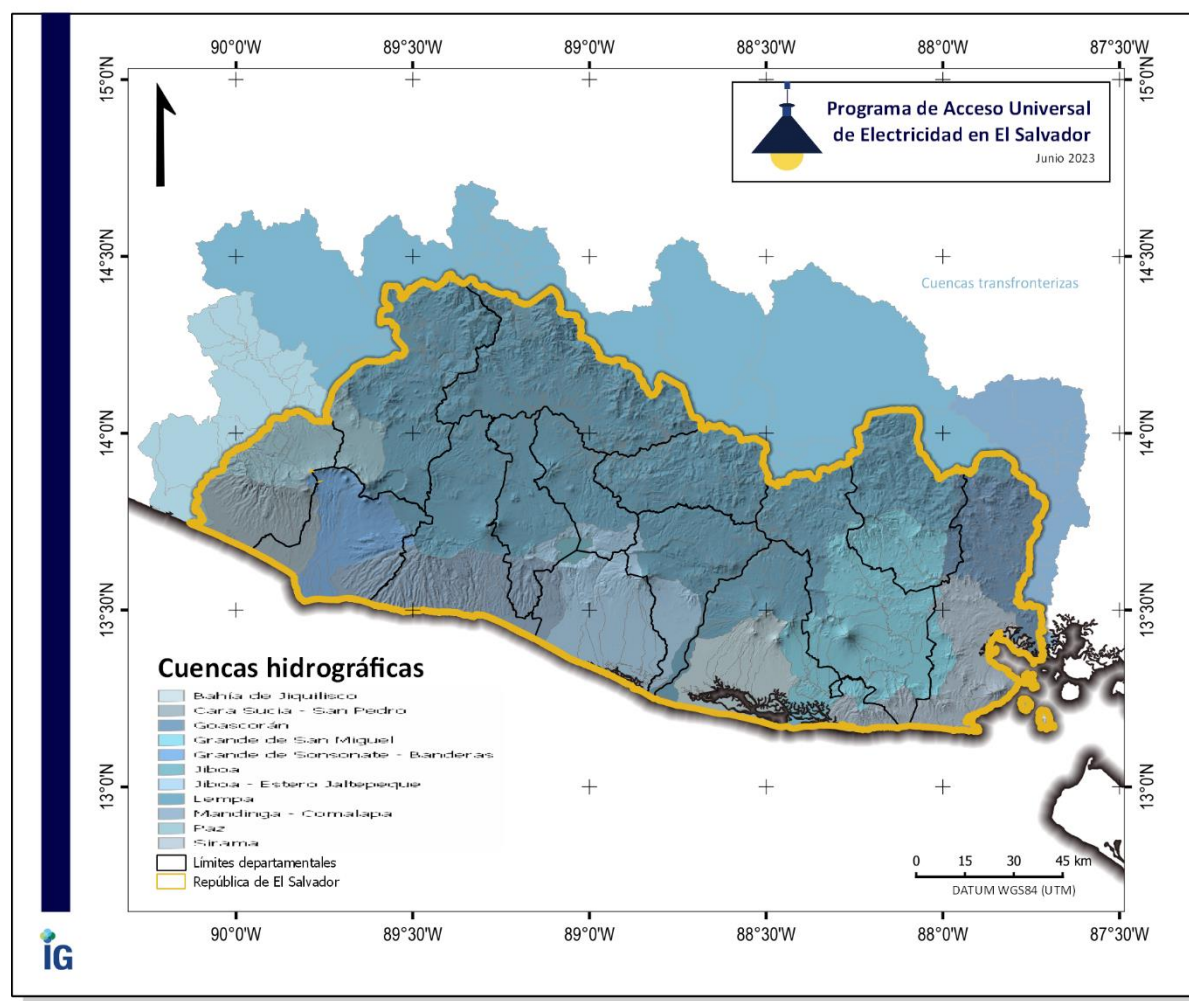 90°0'W 89°30'W 89°0'W 88°30'W 88°0'W 87°30'W
15°0'N 15°0'N
Programa de Acceso Universal
de Electricidad en El Salvador
Junio 2023
14°30'N 14°30'N
Cuencas transfronterizas
14°0'N 14°0'N
13°30'N 13°30'N
Cuencas hidrográficas
Bahía de Jiquilisco
Cara Sucia - San Pedro
Goascorán
Grande de San Miguel
Grande de Sonsonate - Banderas
Jiboa
Jiboa - Estero Jaltepeque
Lempa
Mandinga - Comalapa
Paz
Sirama
Límites departamentales
República de El Salvador
13°0'N 13°0'N
0 15 30 45 km
DATUM WGS84 (UTM)
90°0'W 89°30'W 89°0'W 88°30'W 88°0'W 87°30'W
IG